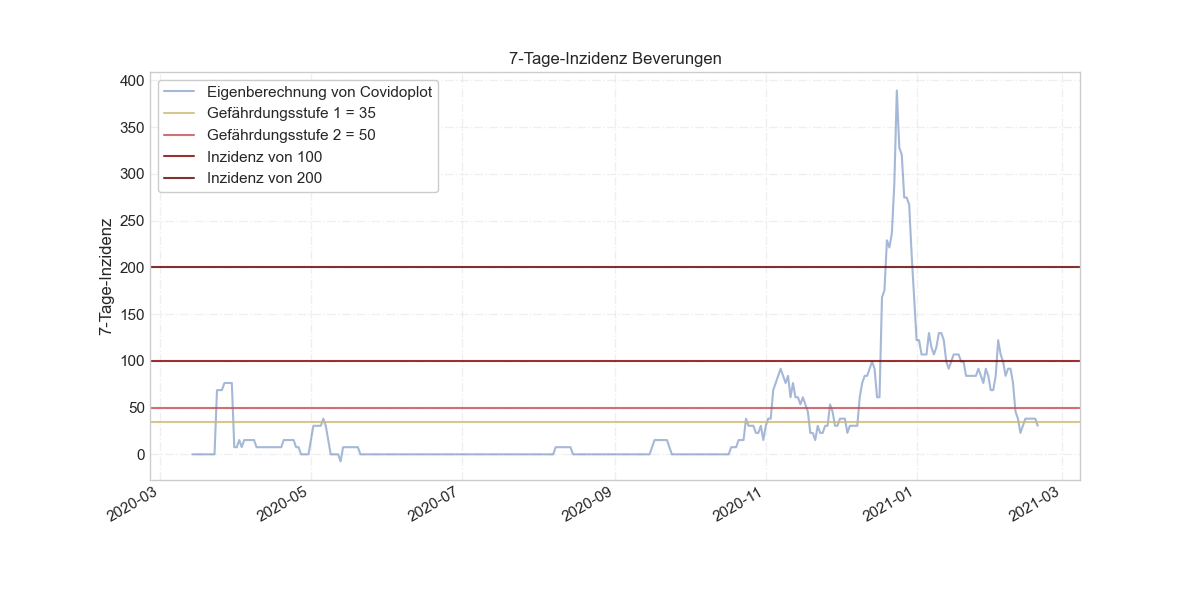 7-Tage-Inzidenz Beverungen
Eigenberechnung von Covidoplot
Gefährdungsstufe 1 = 35
Gefährdungsstufe 2 = 50
Inzidenz von 100
Inzidenz von 200
7-Tage-Inzidenz
400
350
300
250
200
150
100
50
0
2020-03
2020-05
2020-07
2020-09
2020-11
2021-01
2021-03